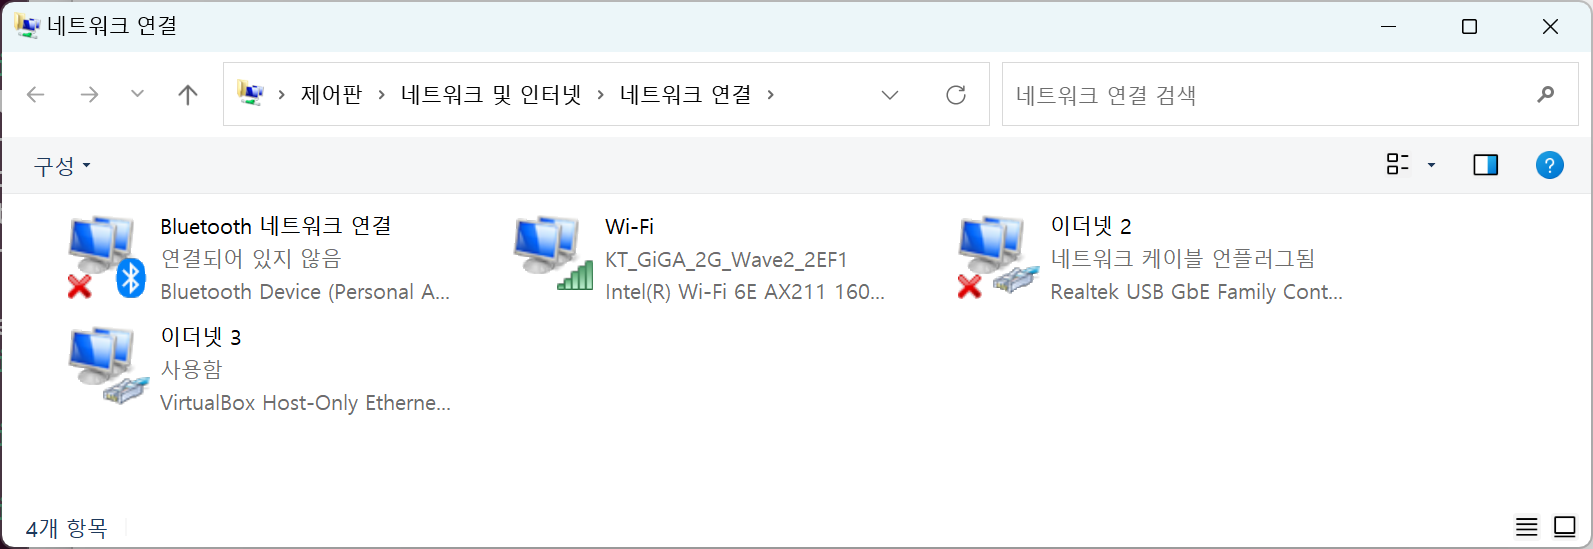 네트워크 연결
제어판 > 네트워크 및 인터넷 > 네트워크 연결 >
네트워크 연결 검색
구성
Bluetooth 네트워크 연결
연결되어 있지 않음
Bluetooth Device (Personal A...
Wi-Fi
KT_GiGA_2G_Wave2_2EF1
Intel(R) Wi-Fi 6E AX211 160...
이더넷 2
네트워크 케이블 언플러그됨
Realtek USB GbE Family Cont...
이더넷 3
사용함
VirtualBox Host-Only Etherne...
4개 항목